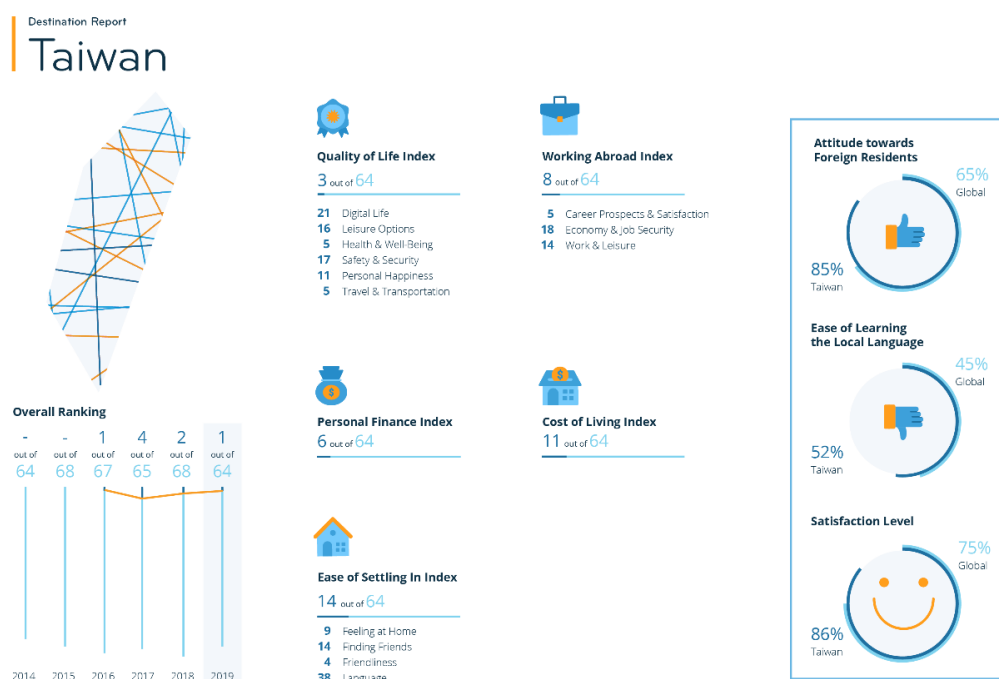 Destination Report
Taiwan
Quality of Life Index
3 out of 64
21 Digital Life
16 Leisure Options
5 Health & Well-Being
17 Safety & Security
11 Personal Happiness
5 Travel & Transportation
Working Abroad Index
8 out of 64
5 Career Prospects & Satisfaction
18 Economy & Job Security
14 Work & Leisure
Personal Finance Index
6 out of 64
Cost of Living Index
11 out of 64
Ease of Settling In Index
14 out of 64
9 Feeling at Home
14 Finding Friends
4 Friendliness
38 Language
Overall Ranking
- - 1 4 2 1
out of out of out of out of out of out of
64 68 67 65 68 64
2014 2015 2016 2017 2018 2019
Attitude towards
Foreign Residents
65%
Global
85%
Taiwan
Ease of Learning
the Local Language
45%
Global
52%
Taiwan
Satisfaction Level
75%
Global
86%
Taiwan
$
$